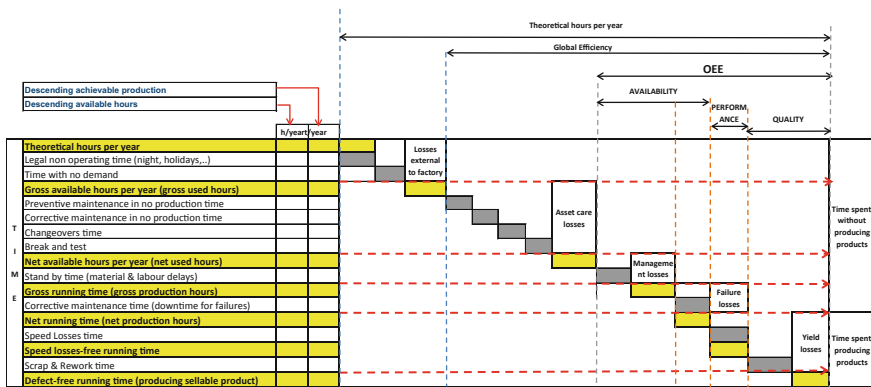 Theoretical hours per year
Global Efficiency
OEE
Descending achievable production
Descending available hours
AVAILABILITY
PERFORM
ANCE
QUALITY
h/year
t/year
T
I
M
E
Theoretical hours per year
Legal non operating time (night, holidays,..)
Time with no demand
Gross available hours per year (gross used hours)
Preventive maintenance in no production time
Corrective maintenance in no production time
Changeovers time
Break and test
Net available hours per year (net used hours)
Stand by time (material & labour delays)
Gross running time (gross production hours)
Corrective maintenance time (downtime for failures)
Net running time (net production hours)
Speed Losses time
Speed losses-free running time
Scrap & Rework time
Defect-free running time (producing sellable product)
Losses
external
to factory
Asset care
losses
Manageme
nt losses
Failure
losses
Yield
losses
Time spent
without
producing
products
Time spent
producing
products